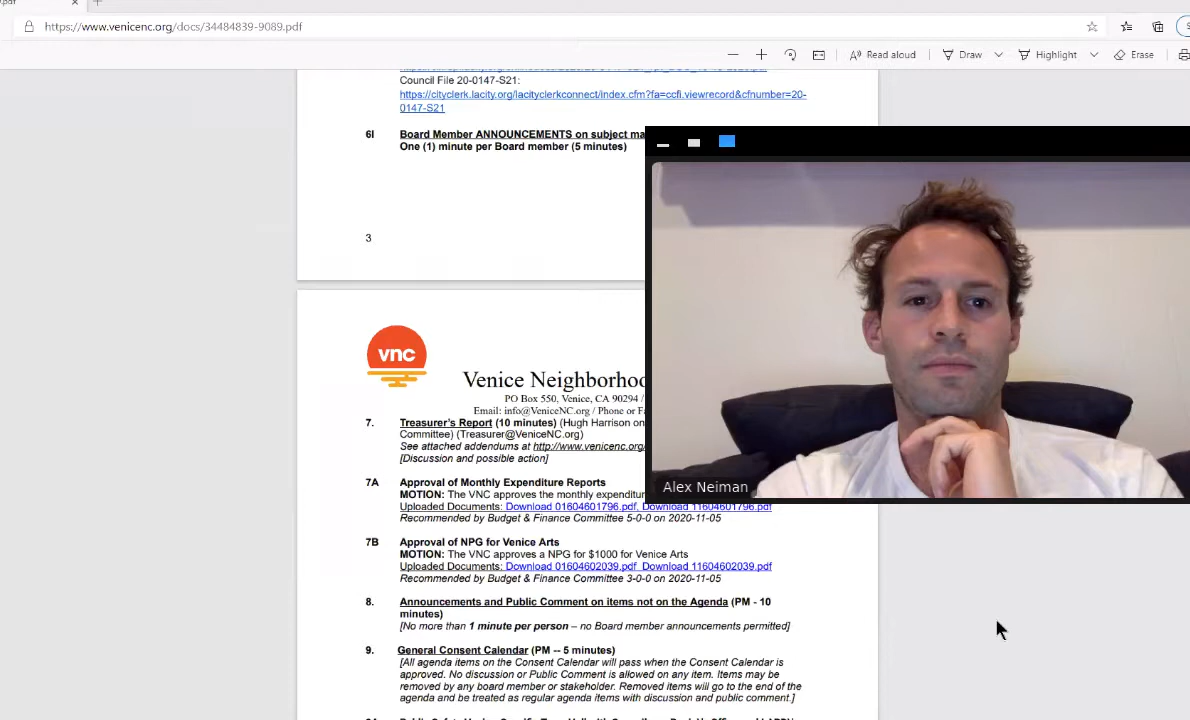 .pdf
https://www.venicenc.org/docs/34484839-9089.pdf
Read aloud Draw Highlight Erase
Council File 20-0147-S21:
https://cityclerk.lacity.org/lacityclerkconnect/index.cfm?fa=ccfi.viewrecord&cfnumber=20-
0147-S21
6I Board Member ANNOUNCEMENTS on subject ma
One (1) minute per Board member (5 minutes)
3
vnc
Venice Neighborhoo
PO Box 550, Venice, CA 90294 /
Email: info@VeniceNC.org / Phone or Fa
7. Treasurer's Report (10 minutes) (Hugh Harrison on
Committee) (Treasurer@VeniceNC.org)
See attached addendums at http://www.venicenc.org/
[Discussion and possible action]
7A Approval of Monthly Expenditure Reports
MOTION: The VNC approves the monthly expenditur
Uploaded Documents: Download 01604601796.pdf, Download 11604601796.pdf
Recommended by Budget & Finance Committee 5-0-0 on 2020-11-05
7B Approval of NPG for Venice Arts
MOTION: The VNC approves a NPG for $1000 for Venice Arts
Uploaded Documents: Download 01604602039.pdf Download 11604602039.pdf
Recommended by Budget & Finance Committee 3-0-0 on 2020-11-05
8. Announcements and Public Comment on items not on the Agenda (PM - 10
minutes)
[No more than 1 minute per person – no Board member announcements permitted]
9. General Consent Calendar (PM -- 5 minutes)
[All agenda items on the Consent Calendar will pass when the Consent Calendar is
approved. No discussion or Public Comment is allowed on any item. Items may be
removed by any board member or stakeholder. Removed items will go to the end of the
agenda and be treated as regular agenda items with discussion and public comment.]
Alex Neiman